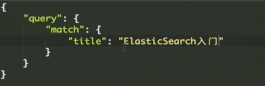 {
    "query": {
        "match": {
            "title": "ElasticSearch入门"
        }
    }
}